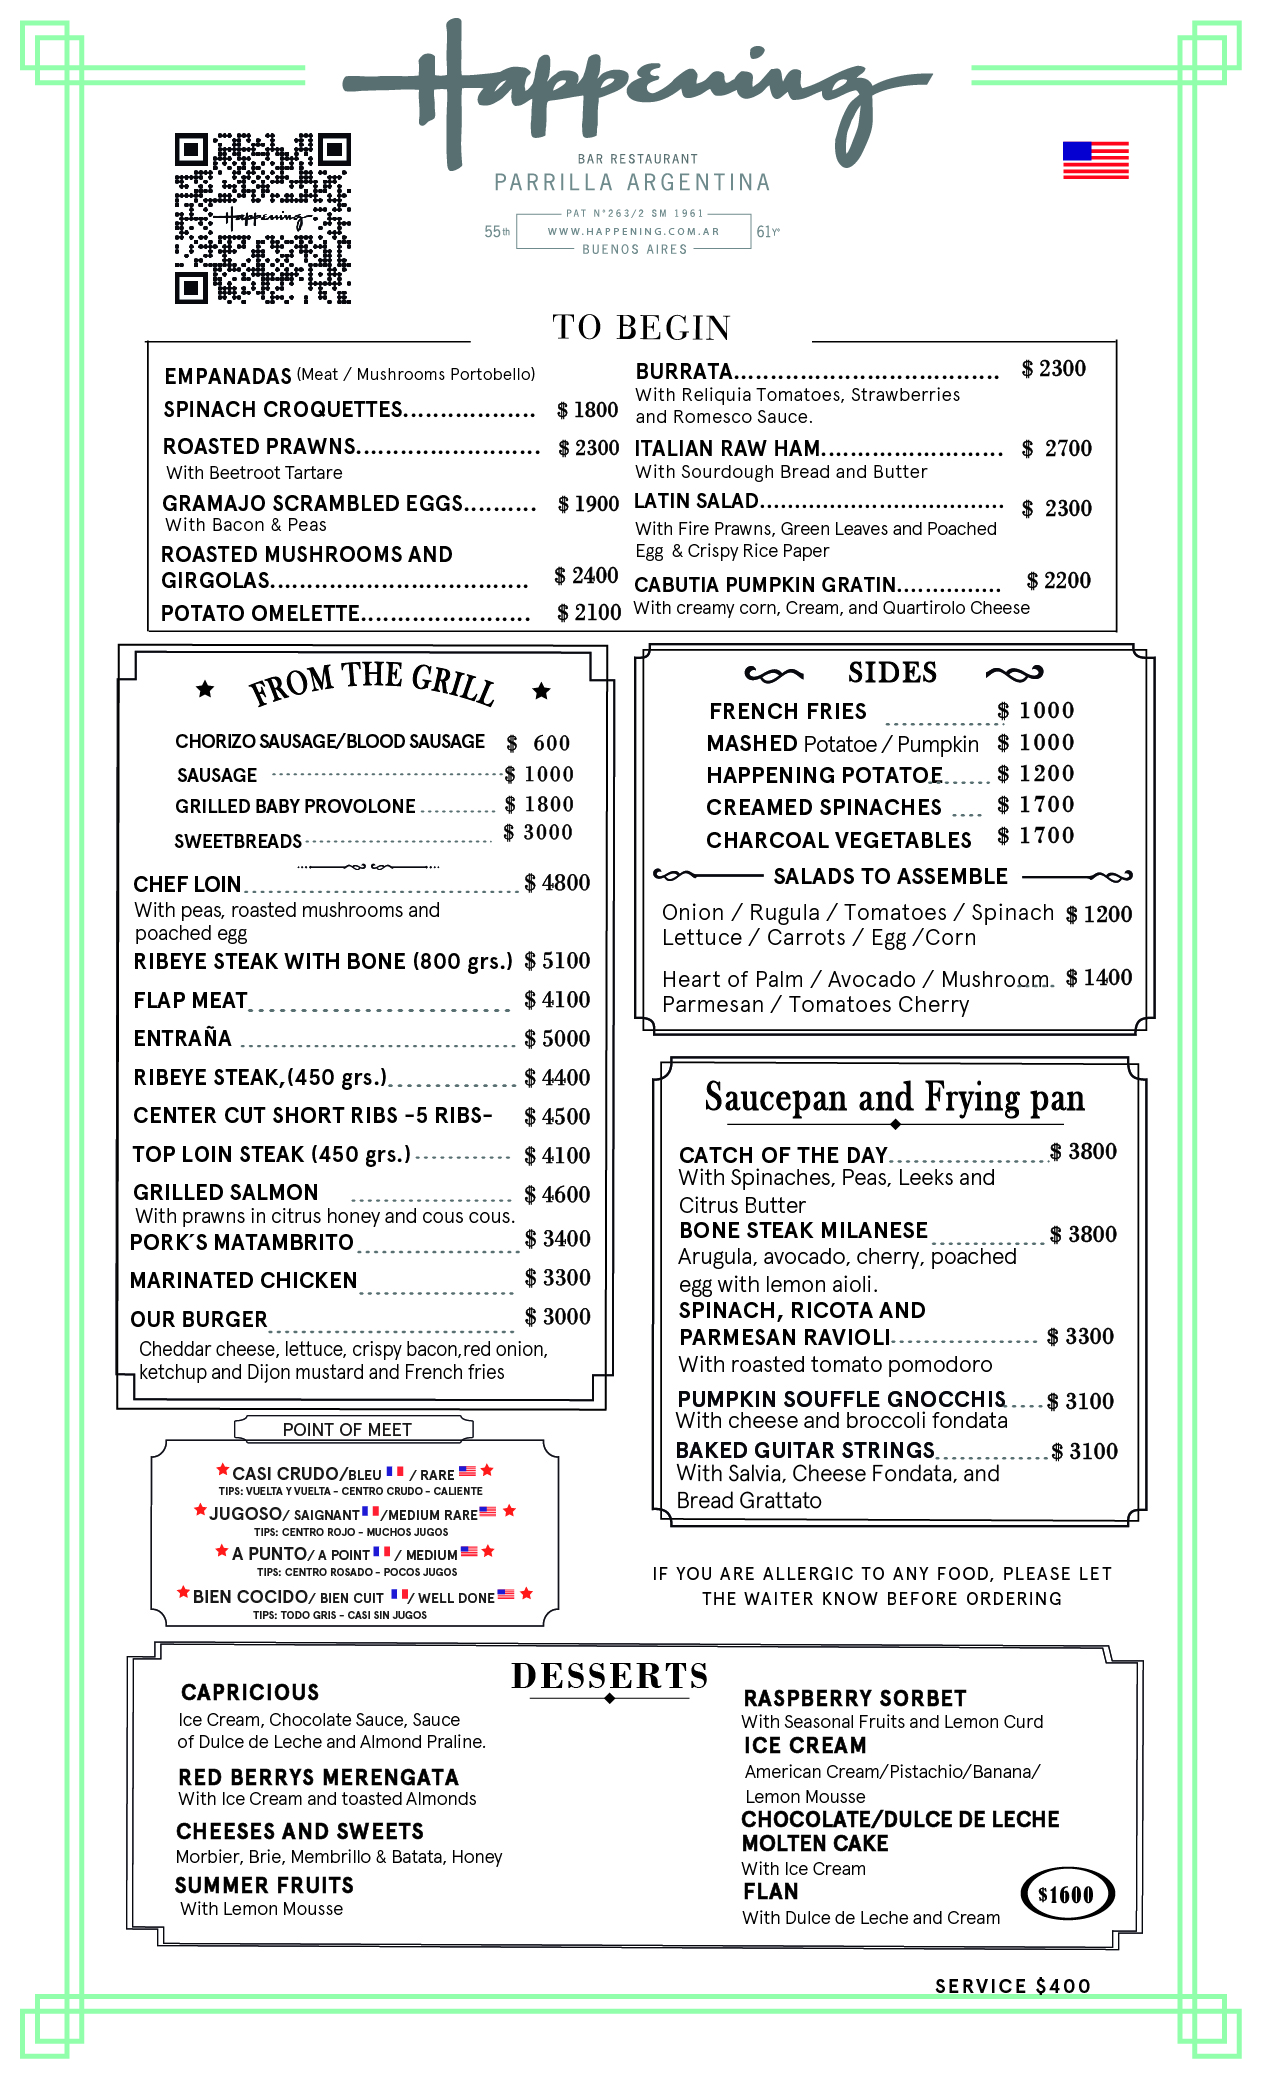 Happening
BAR RESTAURANT
PARRILLA ARGENTINA
PAT N°263/2 SM 1961
55th WWW.HAPPENING.COM.AR 61Yº
BUENOS AIRES
Happening
TO BEGIN
EMPANADAS (Meat / Mushrooms Portobello)
SPINACH CROQUETTES.................. $ 1800
ROASTED PRAWNS......................... $ 2300
With Beetroot Tartare
GRAMAJO SCRAMBLED EGGS.......... $ 1900
With Bacon & Peas
ROASTED MUSHROOMS AND
GIRGOLAS................................... $ 2400
POTATO OMELETTE....................... $ 2100
BURRATA.................................... $ 2300
With Reliquia Tomatoes, Strawberries
and Romesco Sauce.
ITALIAN RAW HAM......................... $ 2700
With Sourdough Bread and Butter
LATIN SALAD................................... $ 2300
With Fire Prawns, Green Leaves and Poached
Egg & Crispy Rice Paper
CABUTIA PUMPKIN GRATIN................ $ 2200
With creamy corn, Cream, and Quartirolo Cheese
FROM THE GRILL
CHORIZO SAUSAGE/BLOOD SAUSAGE $ 600
SAUSAGE $ 1000
GRILLED BABY PROVOLONE $ 1800
SWEETBREADS $ 3000
CHEF LOIN $ 4800
With peas, roasted mushrooms and
poached egg
RIBEYE STEAK WITH BONE (800 grs.) $ 5100
FLAP MEAT $ 4100
ENTRAÑA $ 5000
RIBEYE STEAK,(450 grs.) $ 4400
CENTER CUT SHORT RIBS -5 RIBS- $ 4500
TOP LOIN STEAK (450 grs.) $ 4100
GRILLED SALMON $ 4600
With prawns in citrus honey and cous cous.
PORK´S MATAMBRITO $ 3400
MARINATED CHICKEN $ 3300
OUR BURGER $ 3000
Cheddar cheese, lettuce, crispy bacon,red onion,
ketchup and Dijon mustard and French fries
SIDES
FRENCH FRIES $ 1000
MASHED Potatoe / Pumpkin $ 1000
HAPPENING POTATOE $ 1200
CREAMED SPINACHES $ 1700
CHARCOAL VEGETABLES $ 1700
SALADS TO ASSEMBLE
Onion / Rugula / Tomatoes / Spinach $ 1200
Lettuce / Carrots / Egg /Corn
Heart of Palm / Avocado / Mushroom $ 1400
Parmesan / Tomatoes Cherry
Saucepan and Frying pan
CATCH OF THE DAY $ 3800
With Spinaches, Peas, Leeks and
Citrus Butter
BONE STEAK MILANESE $ 3800
Arugula, avocado, cherry, poached
egg with lemon aioli.
SPINACH, RICOTA AND
PARMESAN RAVIOLI $ 3300
With roasted tomato pomodoro
PUMPKIN SOUFFLE GNOCCHIS $ 3100
With cheese and broccoli fondata
BAKED GUITAR STRINGS $ 3100
With Salvia, Cheese Fondata, and
Bread Grattato
POINT OF MEET
CASI CRUDO/BLEU / RARE
TIPS: VUELTA Y VUELTA - CENTRO CRUDO - CALIENTE
JUGOSO/ SAIGNANT /MEDIUM RARE
TIPS: CENTRO ROJO - MUCHOS JUGOS
A PUNTO/ A POINT / MEDIUM
TIPS: CENTRO ROSADO - POCOS JUGOS
BIEN COCIDO/ BIEN CUIT / WELL DONE
TIPS: TODO GRIS - CASI SIN JUGOS
IF YOU ARE ALLERGIC TO ANY FOOD, PLEASE LET
THE WAITER KNOW BEFORE ORDERING
DESSERTS
CAPRICIOUS
Ice Cream, Chocolate Sauce, Sauce
of Dulce de Leche and Almond Praline.
RED BERRYS MERENGATA
With Ice Cream and toasted Almonds
CHEESES AND SWEETS
Morbier, Brie, Membrillo & Batata, Honey
SUMMER FRUITS
With Lemon Mousse
RASPBERRY SORBET
With Seasonal Fruits and Lemon Curd
ICE CREAM
American Cream/Pistachio/Banana/
Lemon Mousse
CHOCOLATE/DULCE DE LECHE
MOLTEN CAKE
With Ice Cream
FLAN
With Dulce de Leche and Cream
$1600
SERVICE $400